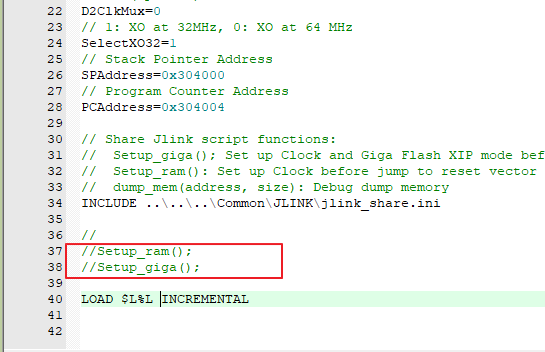 22 D2ClkMux=0
23 // 1: XO at 32MHz, 0: XO at 64 MHz
24 SelectXO32=1
25 // Stack Pointer Address
26 SPAddress=0x304000
27 // Program Counter Address
28 PCAddress=0x304004
29
30 // Share Jlink script functions:
31 //  Setup_giga(); Set up Clock and Giga Flash XIP mode bef
32 //  Setup_ram(): Set up Clock before jump to reset vector
33 //  dump_mem(address, size): Debug dump memory
34 INCLUDE ..\..\..\Common\JLINK\jlink_share.ini
35
36 //
37 //Setup_ram();
38 //Setup_giga();
39
40 LOAD $L%L INCREMENTAL
41
42